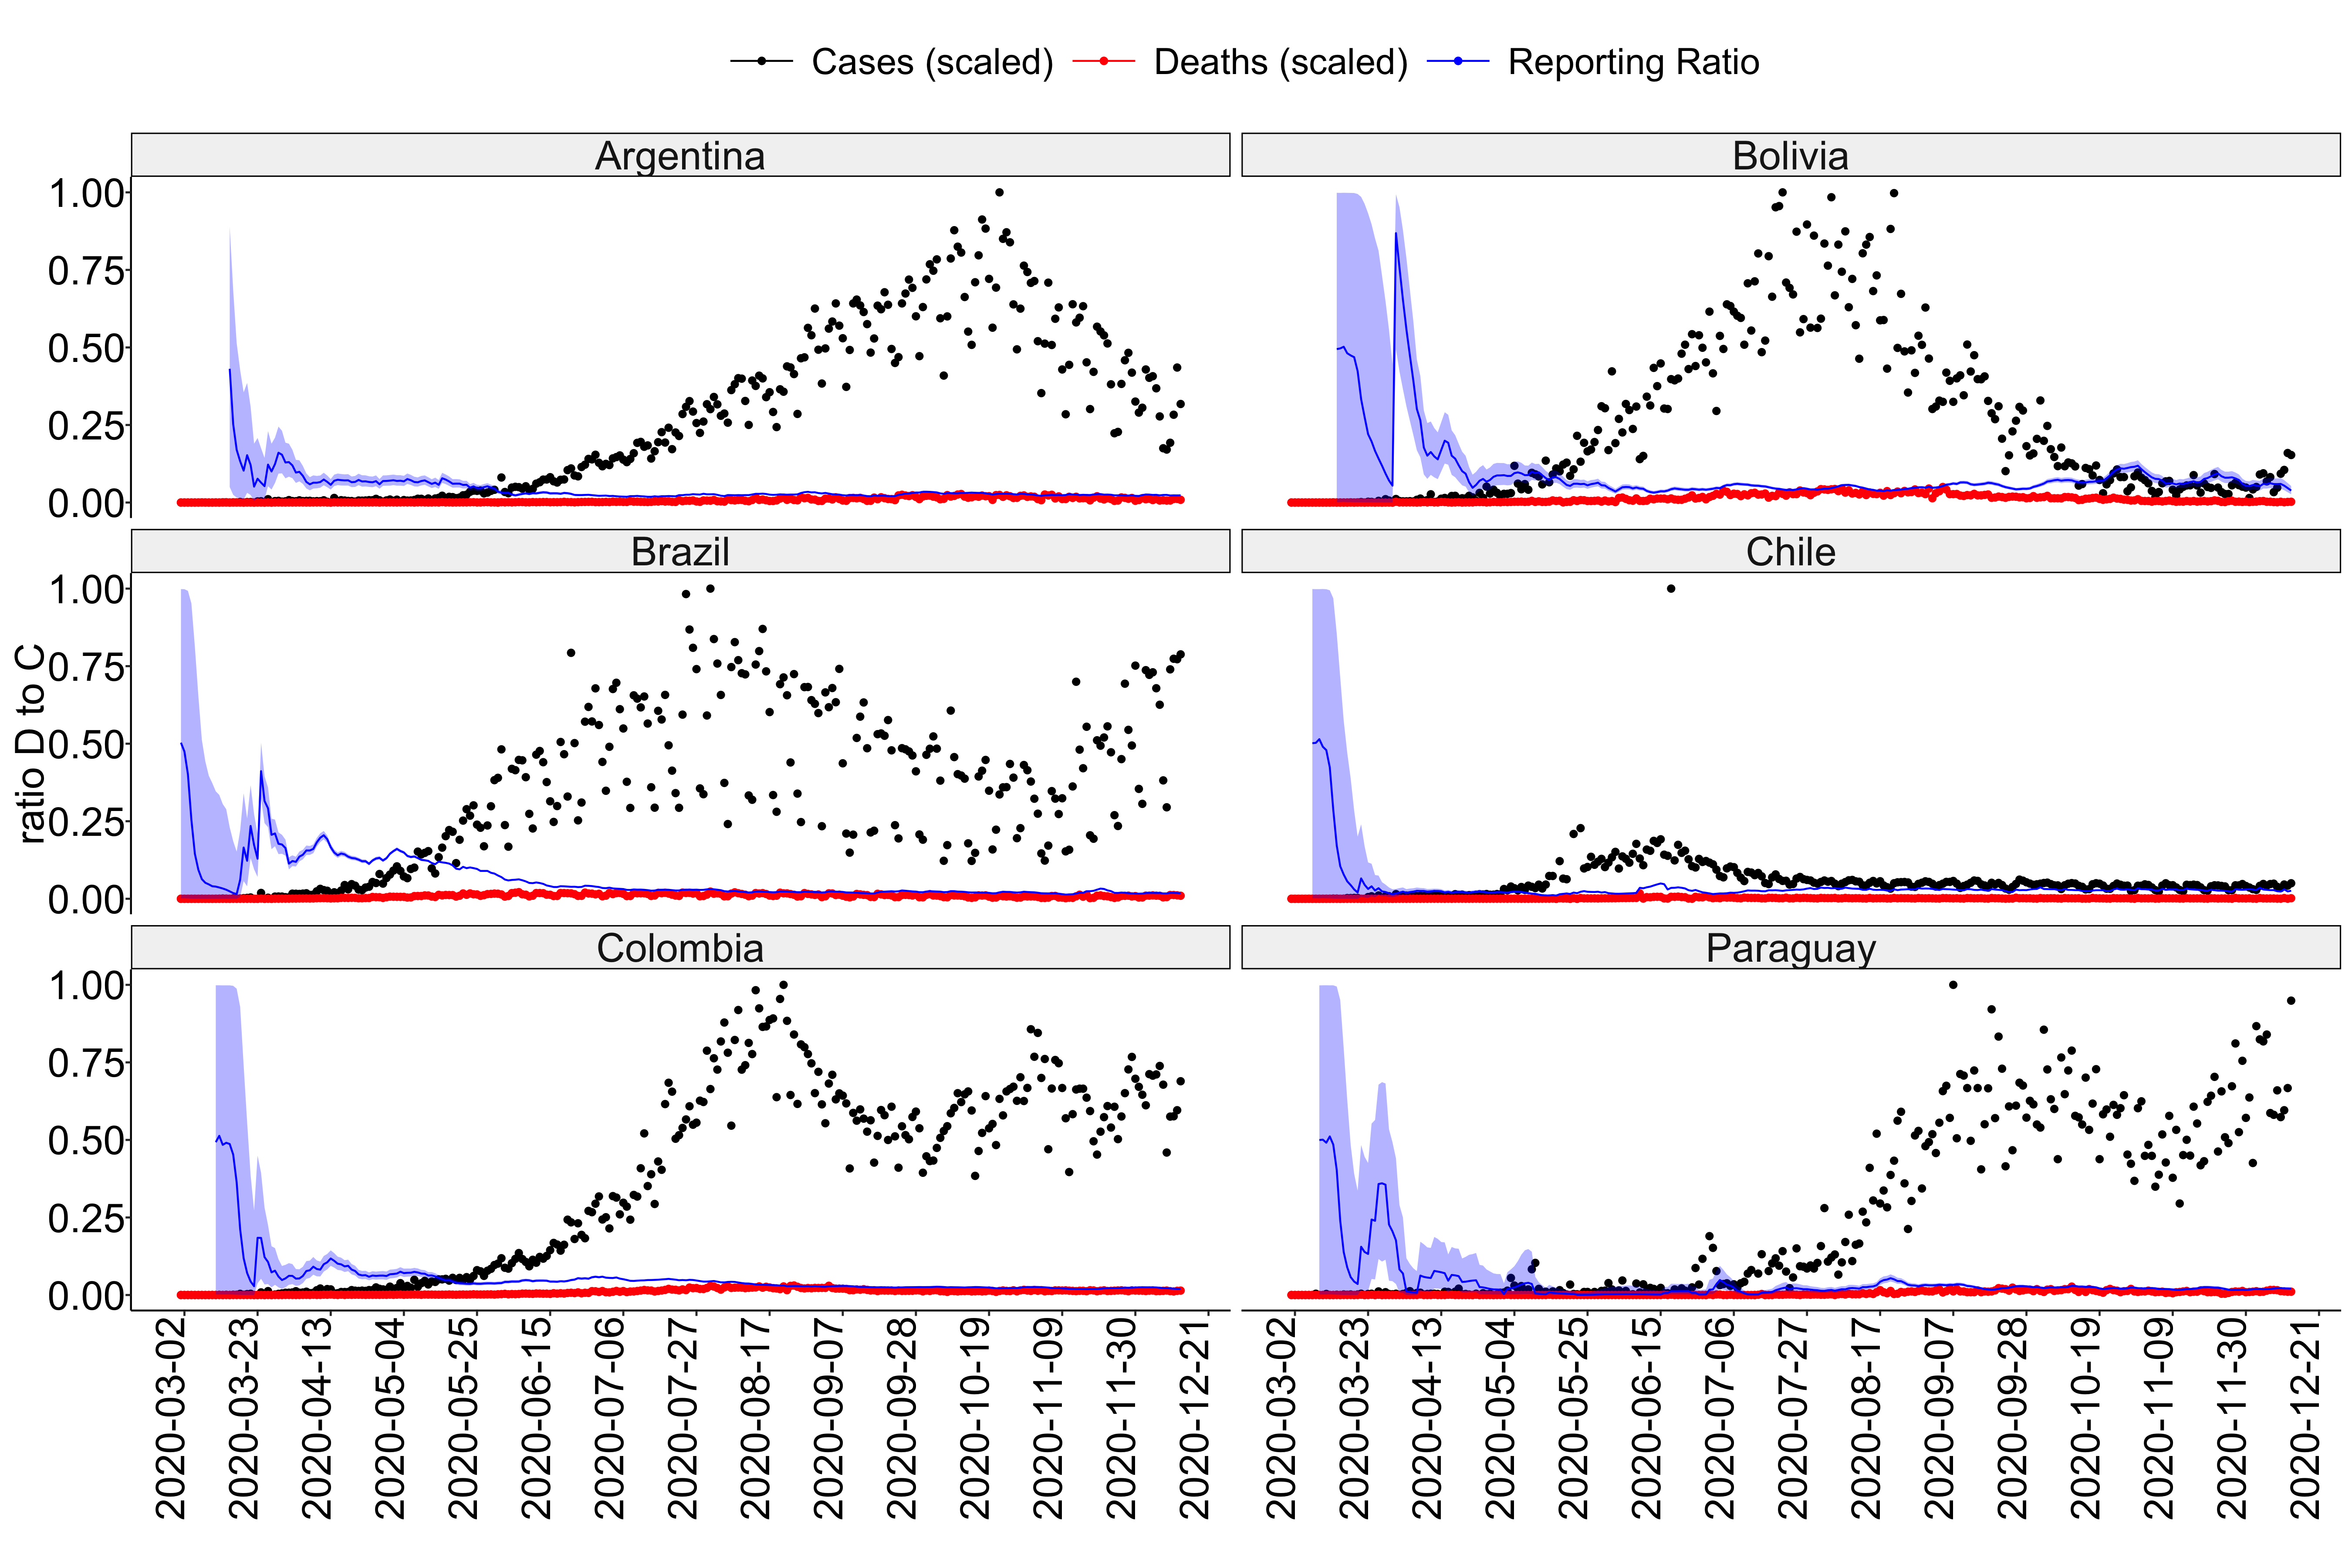 Cases (scaled) Deaths (scaled) Reporting Ratio
Argentina Bolivia
1.00
0.75
0.50
0.25
0.00
Brazil Chile
1.00
0.75
0.50
0.25
0.00
ratio D to C
Colombia Paraguay
1.00
0.75
0.50
0.25
0.00
2020-03-02 2020-03-23 2020-04-13 2020-05-04 2020-05-25 2020-06-15 2020-07-06 2020-07-27 2020-08-17 2020-09-07 2020-09-28 2020-10-19 2020-11-09 2020-11-30 2020-12-21 2020-03-02 2020-03-23 2020-04-13 2020-05-04 2020-05-25 2020-06-15 2020-07-06 2020-07-27 2020-08-17 2020-09-07 2020-09-28 2020-10-19 2020-11-09 2020-11-30 2020-12-21